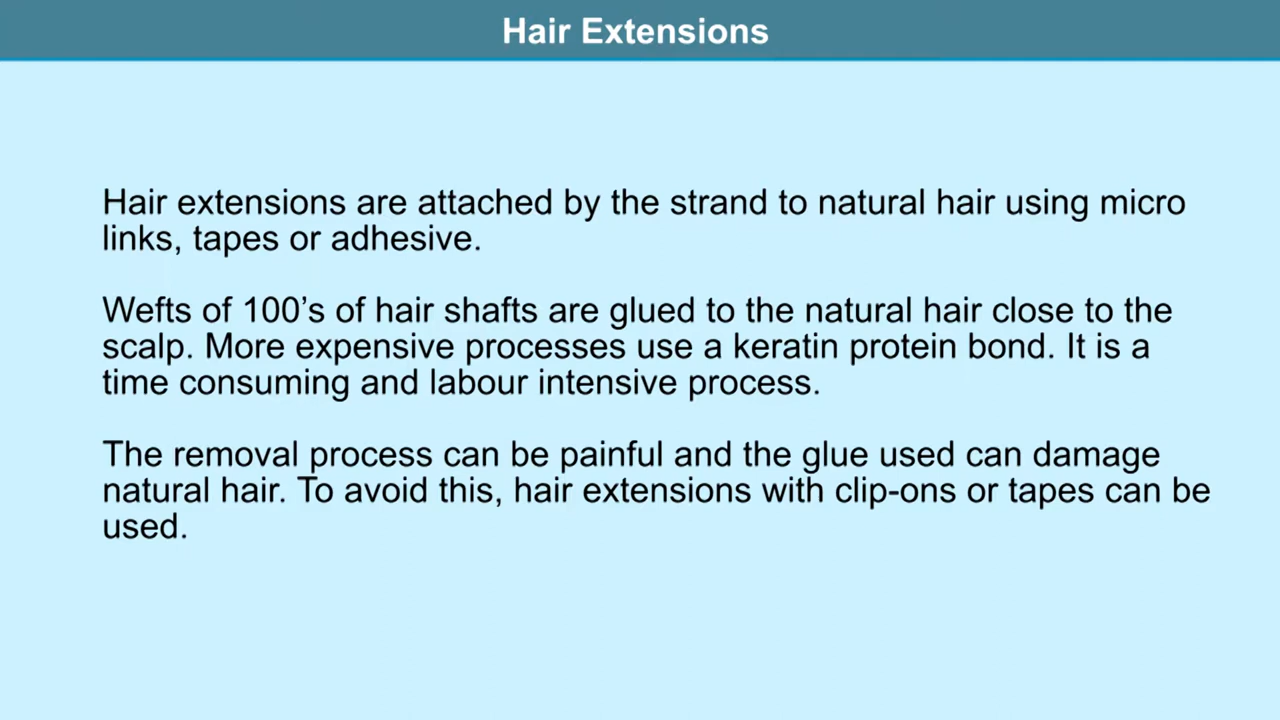 Hair Extensions
Hair extensions are attached by the strand to natural hair using micro
links, tapes or adhesive.
Wefts of 100’s of hair shafts are glued to the natural hair close to the
scalp. More expensive processes use a keratin protein bond. It is a
time consuming and labour intensive process.
The removal process can be painful and the glue used can damage
natural hair. To avoid this, hair extensions with clip-ons or tapes can be
used.